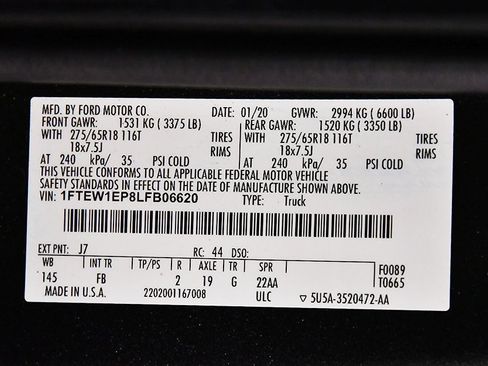 MFD. BY FORD MOTOR CO. DATE: 01/20 GVWR: 2994 KG (6600 LB)
FRONT GAWR: 1531 KG (3375 LB) REAR GAWR: 1520 KG (3350 LB)
WITH 275/65R18 116T TIRES WITH 275/65R18 116T TIRES
18x7.5J RIMS 18x7.5J RIMS
AT 240 kPa/ 35 PSI COLD AT 240 kPa/ 35 PSI COLD
THIS VEHICLE CONFORMS TO ALL APPLICABLE FEDERAL MOTOR VEHICLE
SAFETY STANDARDS IN EFFECT ON THE DATE OF MANUFACTURE SHOWN ABOVE.
VIN: 1FTEW1EP8LFB06620 TYPE: Truck
EXT PNT: J7 RC: 44 DSO:
WB INT TR TP/PS R AXLE TR SPR F0089
145 FB 2 19 G 22AA T0665
MADE IN U.S.A. 2202001167008 ULC ▽ 5U5A-3520472-AA